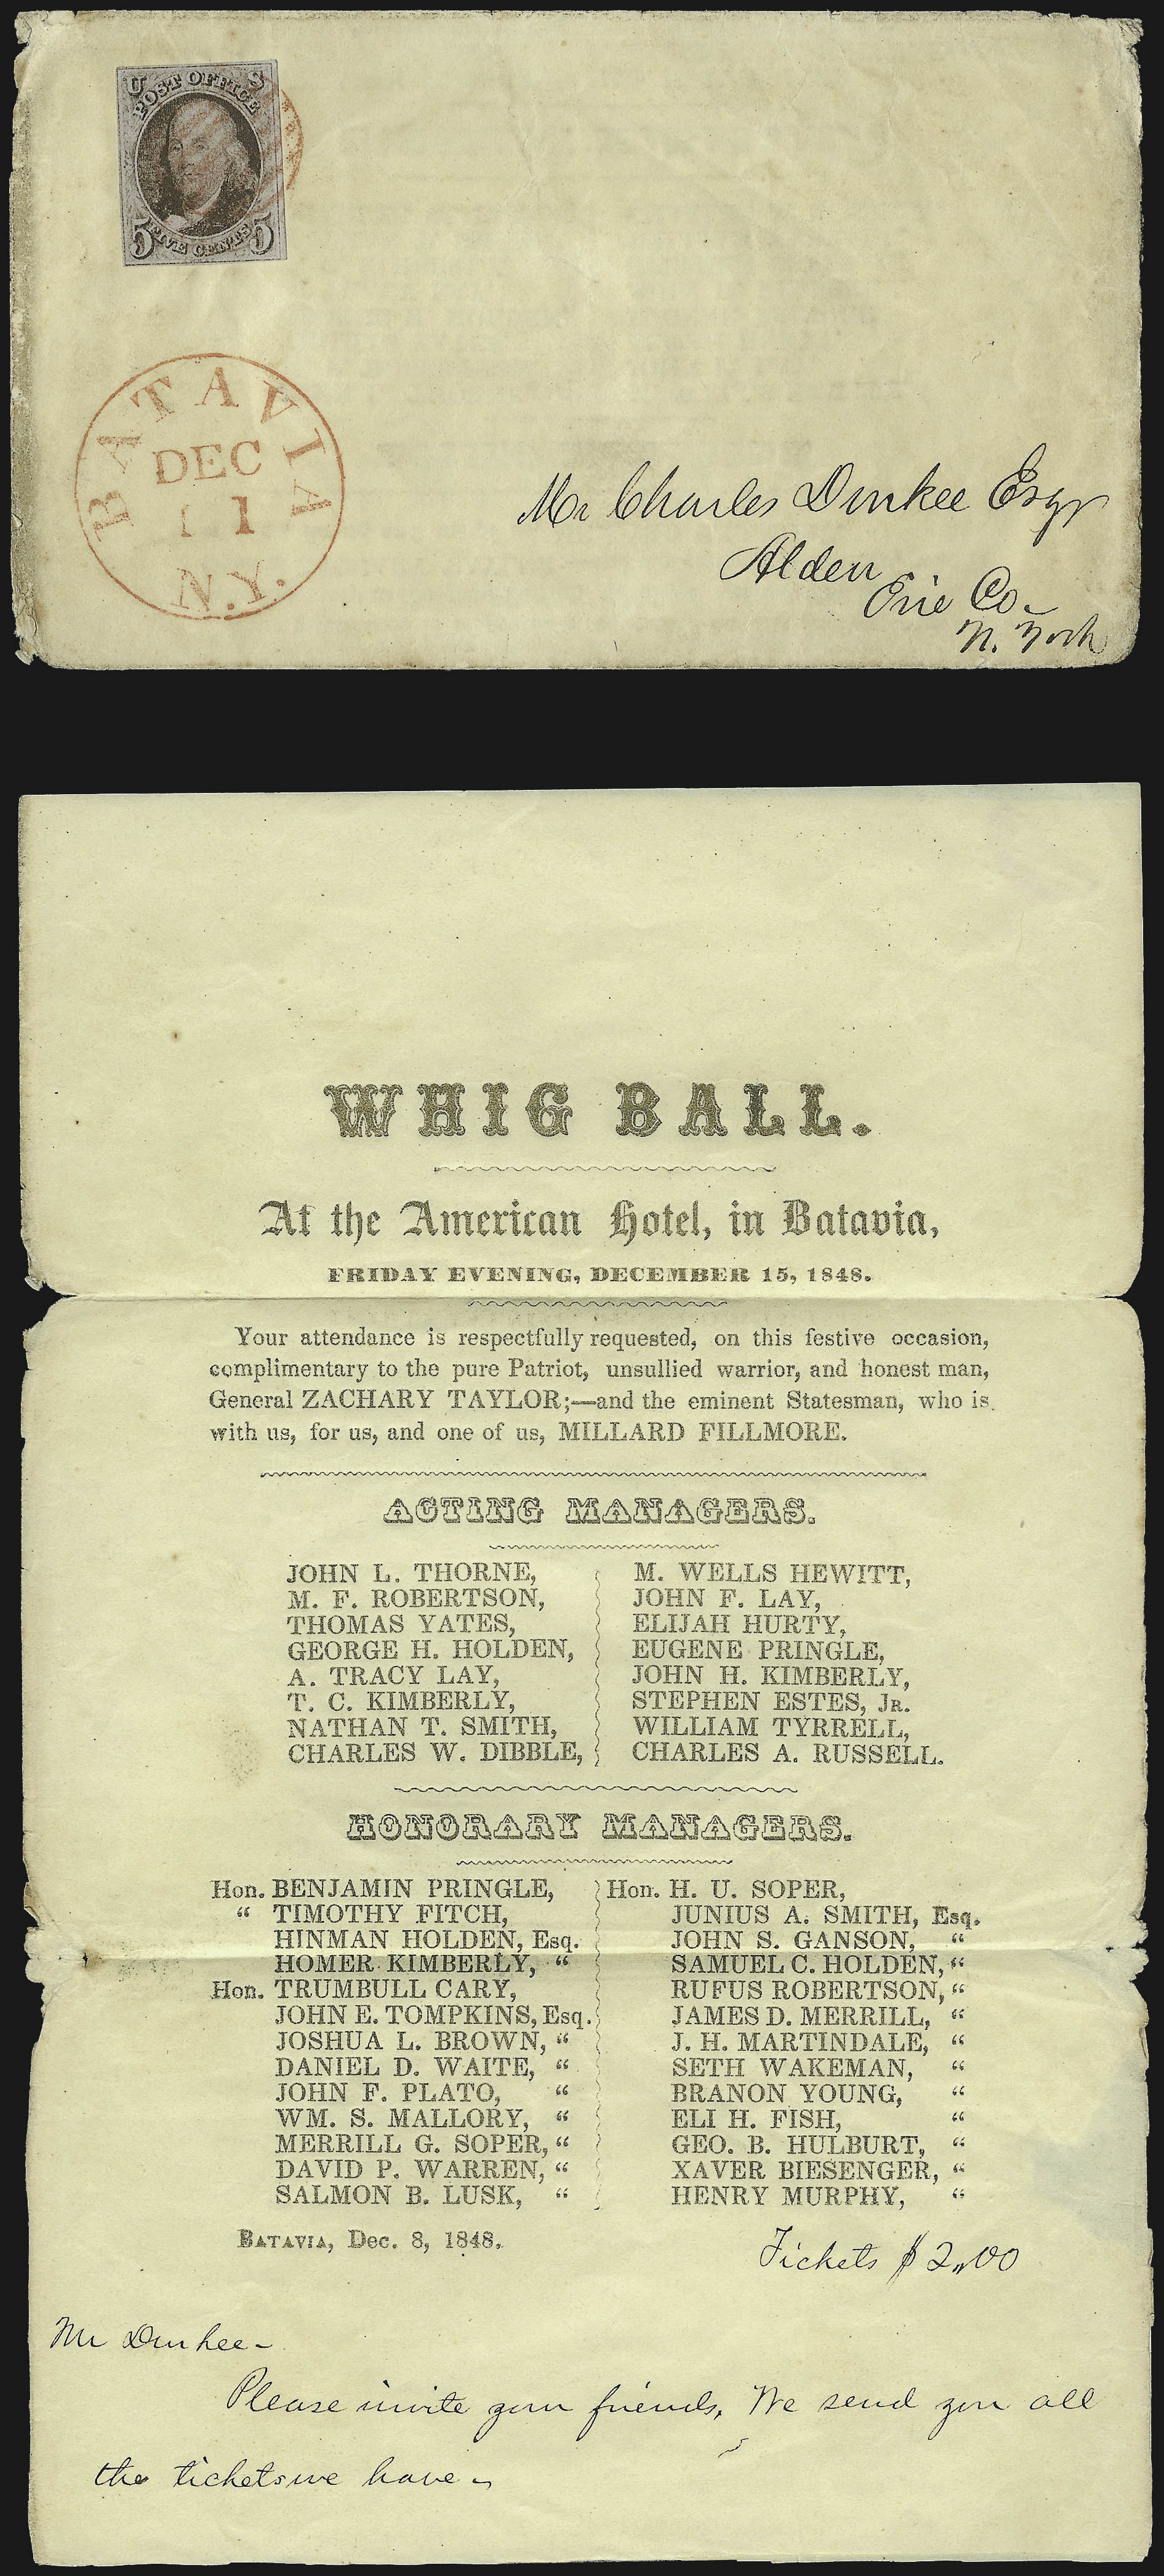 U S
POST OFFICE
5 FIVE CENTS 5
BATAVIA
DEC
11
N.Y.
Mr Charles Durkee Esqr
Alden
Erie Co.
N. York
WHIG BALL.
At the American Hotel, in Batavia,
FRIDAY EVENING, DECEMBER 15, 1848.
Your attendance is respectfully requested, on this festive occasion,
complimentary to the pure Patriot, unsullied warrior, and honest man,
General ZACHARY TAYLOR;—and the eminent Statesman, who is
with us, for us, and one of us, MILLARD FILLMORE.
ACTING MANAGERS.
JOHN L. THORNE, M. WELLS HEWITT,
M. F. ROBERTSON, JOHN F. LAY,
THOMAS YATES, ELIJAH HURTY,
GEORGE H. HOLDEN, EUGENE PRINGLE,
A. TRACY LAY, JOHN H. KIMBERLY,
T. C. KIMBERLY, STEPHEN ESTES, JR.
NATHAN T. SMITH, WILLIAM TYRRELL,
CHARLES W. DIBBLE, CHARLES A. RUSSELL.
HONORARY MANAGERS.
Hon. BENJAMIN PRINGLE, Hon. H. U. SOPER,
“ TIMOTHY FITCH, JUNIUS A. SMITH, Esq.
HINMAN HOLDEN, Esq. JOHN S. GANSON, “
HOMER KIMBERLY, “ SAMUEL C. HOLDEN, “
Hon. TRUMBULL CARY, RUFUS ROBERTSON, “
JOHN E. TOMPKINS, Esq. JAMES D. MERRILL, “
JOSHUA L. BROWN, “ J. H. MARTINDALE, “
DANIEL D. WAITE, “ SETH WAKEMAN, “
JOHN F. PLATO, “ BRANON YOUNG, “
WM. S. MALLORY, “ ELI H. FISH, “
MERRILL G. SOPER, “ GEO. B. HULBURT, “
DAVID P. WARREN, “ XAVER BIESENGER, “
SALMON B. LUSK, “ HENRY MURPHY, “
BATAVIA, Dec. 8, 1848.
Tickets $2,,00
Mr Durkee-
Please invite your friends, We send you all
the tickets we have-